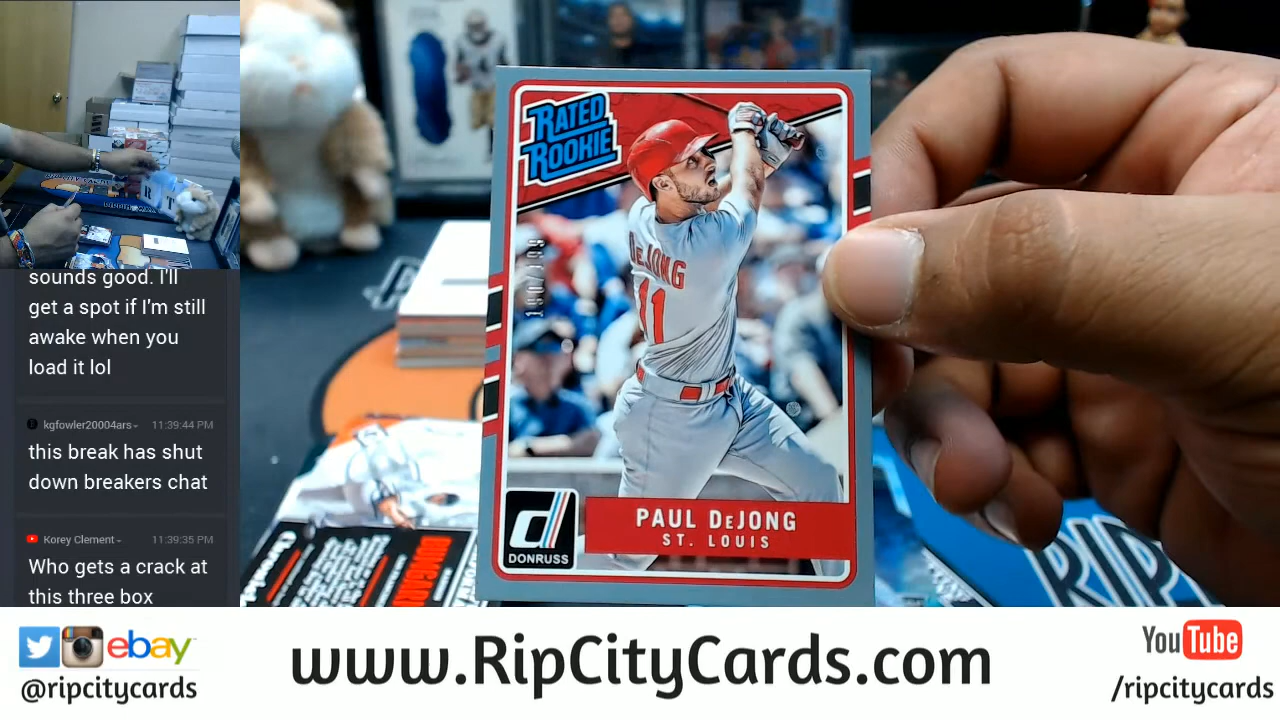 sounds good. I'll
get a spot if I'm still
awake when you
load it lol
kgfowler20004ars
11:39:44 PM
this break has shut
down breakers chat
Korey Clement
11:39:35 PM
Who gets a crack at
this three box
RATED
ROOKIE
DeJONG
11
PAUL DeJONG
ST. LOUIS
d
DONRUSS
RIP
ebay
@ripcitycards
www.RipCityCards.com
YouTube
/ripcitycards